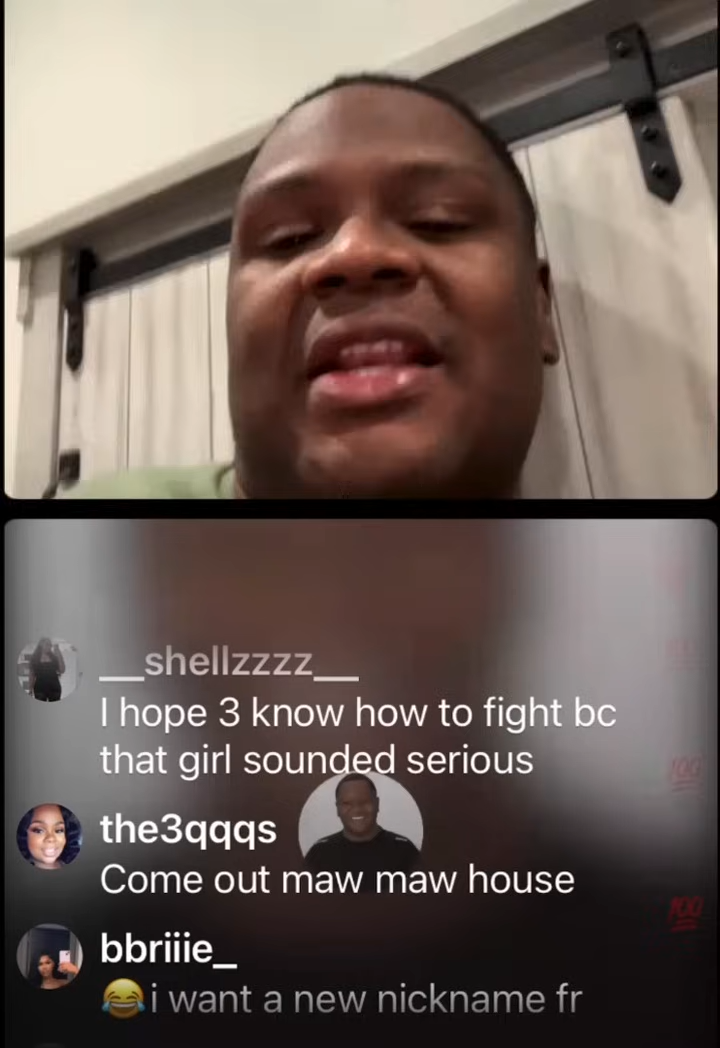 __shellzzzz__
I hope 3 know how to fight bc
that girl sounded serious
💯
the3qqqs
Come out maw maw house
💯
bbriiie_
😂i want a new nickname fr